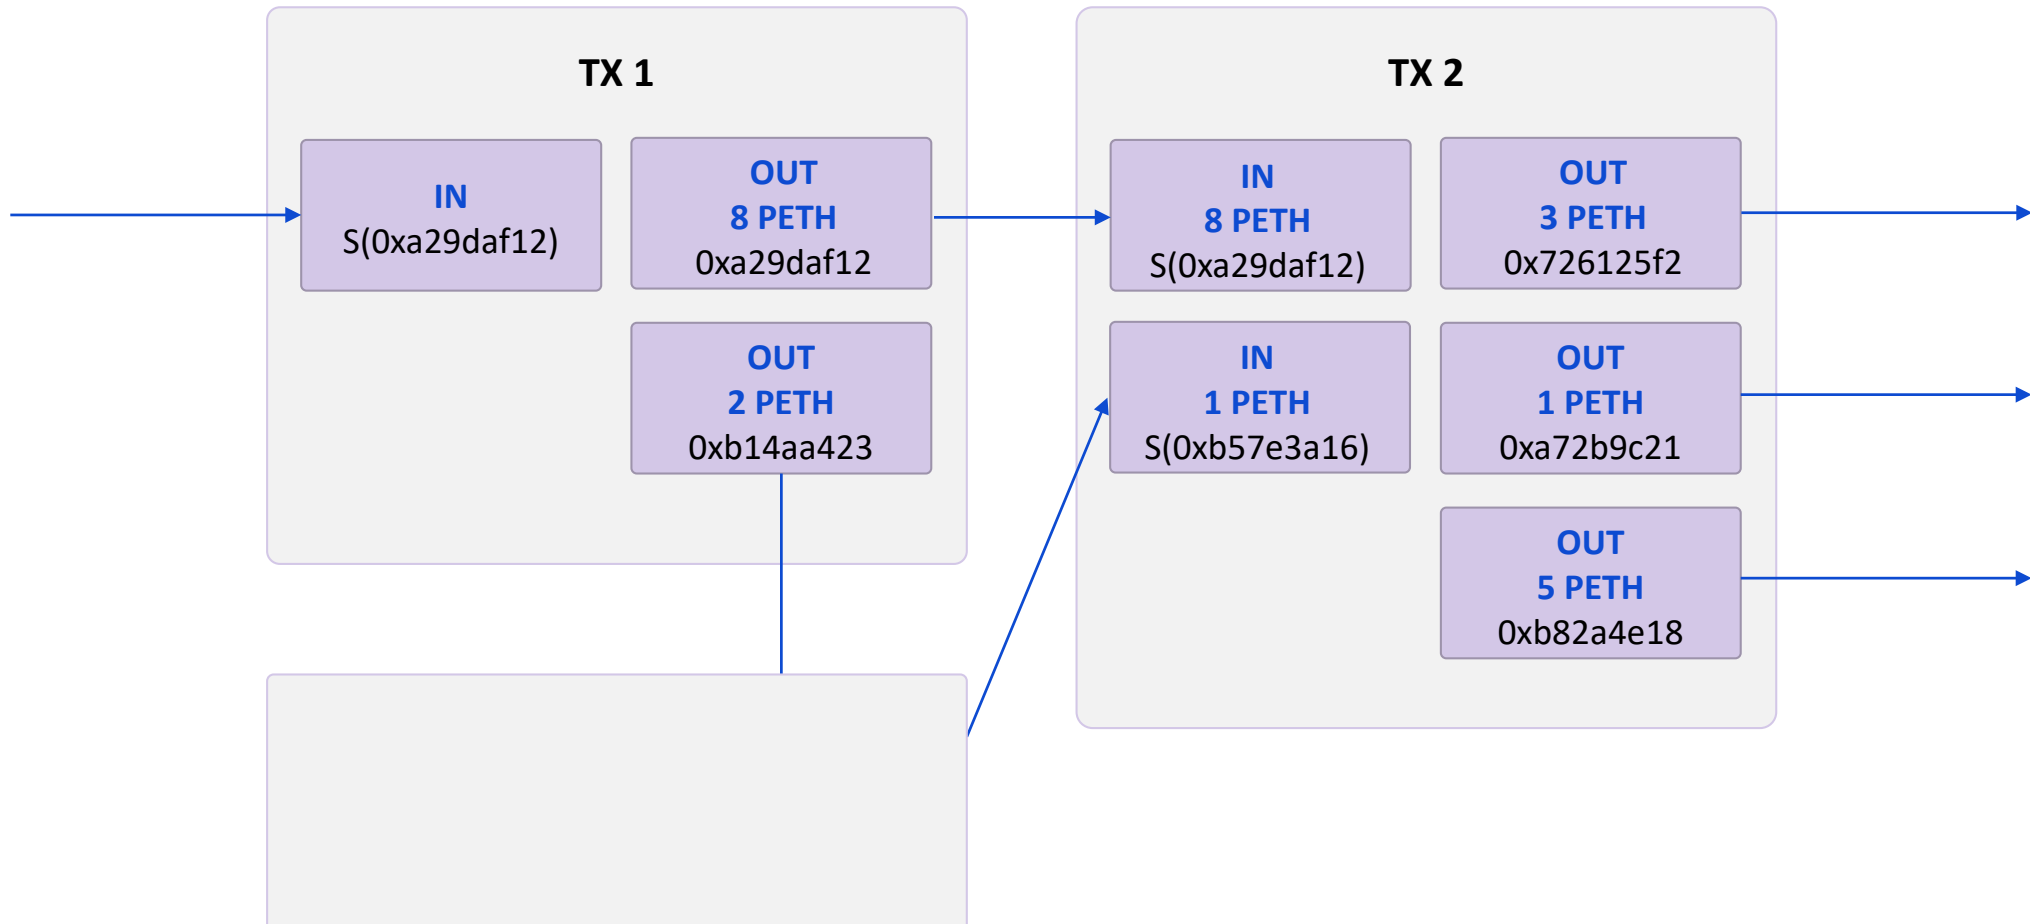 TX 1
IN
S(0xa29daf12)
OUT
8 PETH
0xa29daf12
OUT
2 PETH
0xb14aa423
TX 2
IN
8 PETH
S(0xa29daf12)
OUT
3 PETH
0x726125f2
IN
1 PETH
S(0xb57e3a16)
OUT
1 PETH
0xa72b9c21
OUT
5 PETH
0xb82a4e18